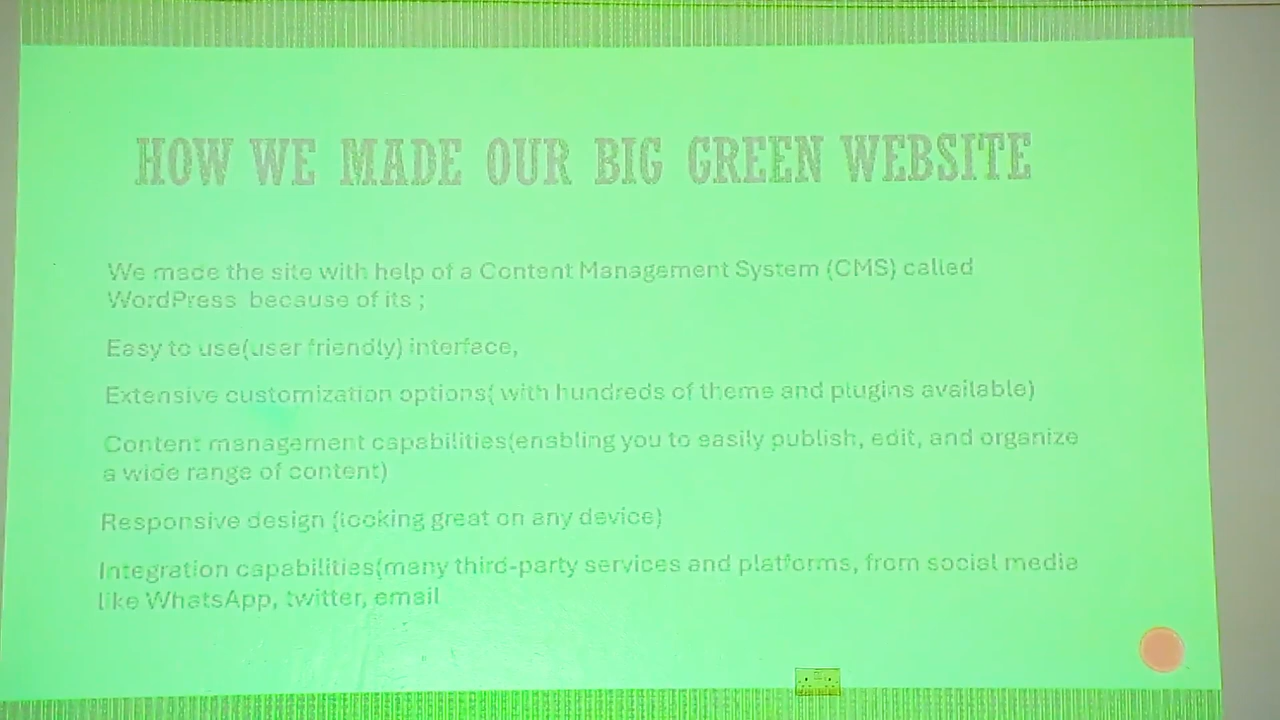 HOW WE MADE OUR BIG GREEN WEBSITE
We made the site with help of a Content Management System (CMS) called
WordPress because of its ;
Easy to use(user friendly) interface,
Extensive customization options( with hundreds of theme and plugins available)
Content management capabilities(enabling you to easily publish, edit, and organize
a wide range of content)
Responsive design (looking great on any device)
Integration capabilities(many third-party services and platforms, from social media
like WhatsApp, twitter, email